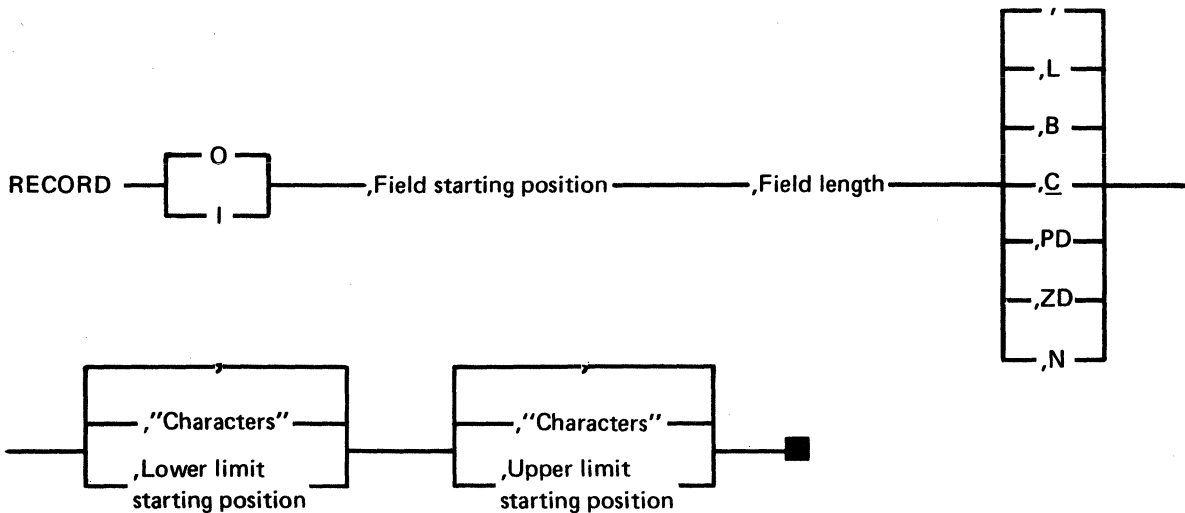 ,
,L
,B
RECORD O ,Field starting position ,Field length ,C
I
,PD
,ZD
,N
, ,
,"Characters" ,"Characters"
,Lower limit ,Upper limit
starting position starting position